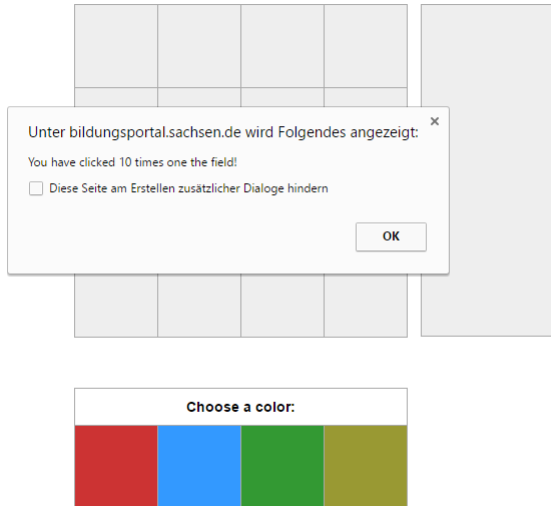 Unter bildungsportal.sachsen.de wird Folgendes angezeigt:
You have clicked 10 times one the field!
Diese Seite am Erstellen zusätzlicher Dialoge hindern
OK
Choose a color: